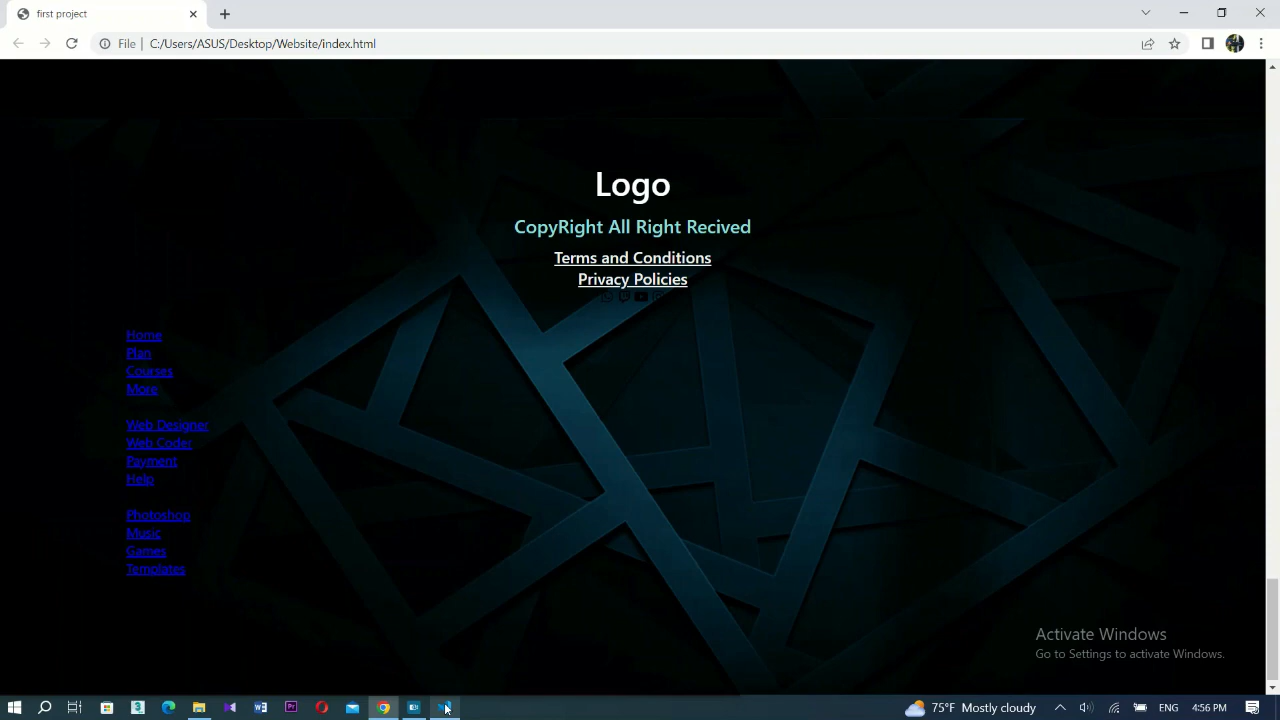 first project
File
C:/Users/ASUS/Desktop/Website/index.html
Logo
CopyRight All Right Recived
Terms and Conditions
Privacy Policies
Home
Plan
Courses
More
Web Designer
Web Coder
Payment
Help
Photoshop
Music
Games
Templates
Activate Windows
Go to Settings to activate Windows.
75°F Mostly cloudy
ENG
4:56 PM